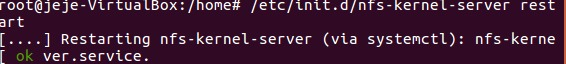 root@jeje-VirtualBox:/home# /etc/init.d/nfs-kernel-server rest
art
[....] Restarting nfs-kernel-server (via systemctl): nfs-kerne
[ ok ver.service.